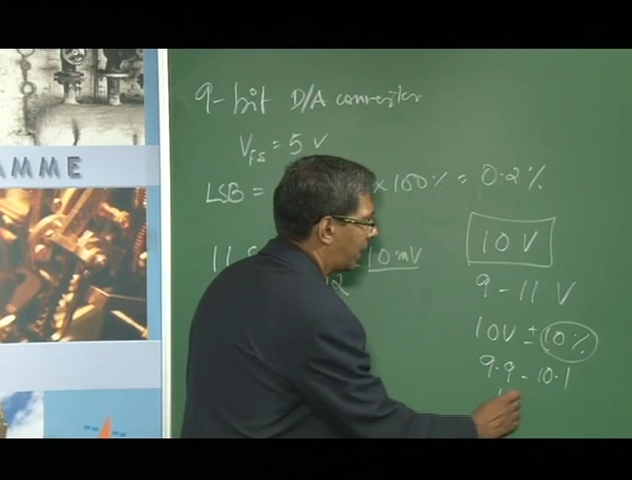 AMME
9-bit D/A converter
V_FS = 5 V
LSB = × 100% = 0.2%
10 mV
10 V
9 - 11 V
10V ± 10%
9.9 - 10.1